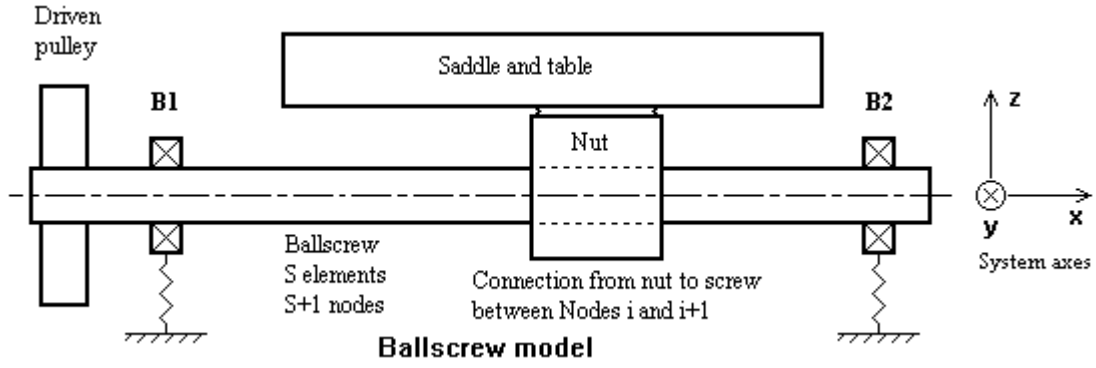 Driven
pulley
Saddle and table
B1
B2
z
Nut
x
y
System axes
Ballscrew
S elements
S+1 nodes
Connection from nut to screw
between Nodes i and i+1
Ballscrew model